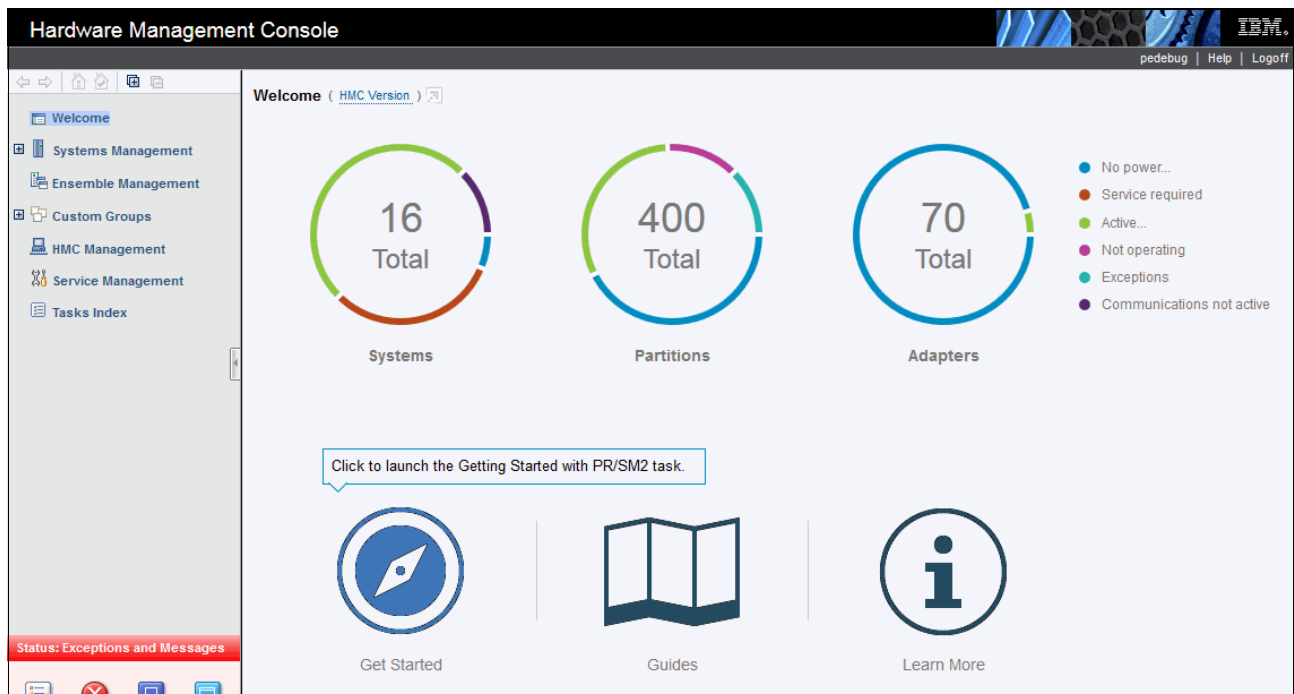 Hardware Management Console
IBM.
pedebug | Help | Logoff
Welcome ( HMC Version )
Welcome
Systems Management
Ensemble Management
Custom Groups
HMC Management
Service Management
Tasks Index
16
Total
Systems
400
Total
Partitions
70
Total
Adapters
No power...
Service required
Active...
Not operating
Exceptions
Communications not active
Click to launch the Getting Started with PR/SM2 task.
Get Started
Guides
Learn More
Status: Exceptions and Messages